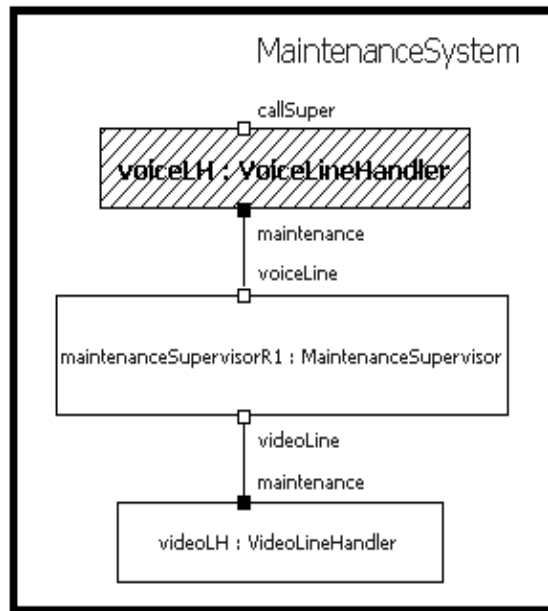 MaintenanceSystem
callSuper
voiceLH : VoiceLineHandler
maintenance
voiceLine
maintenanceSupervisorR1 : MaintenanceSupervisor
videoLine
maintenance
videoLH : VideoLineHandler